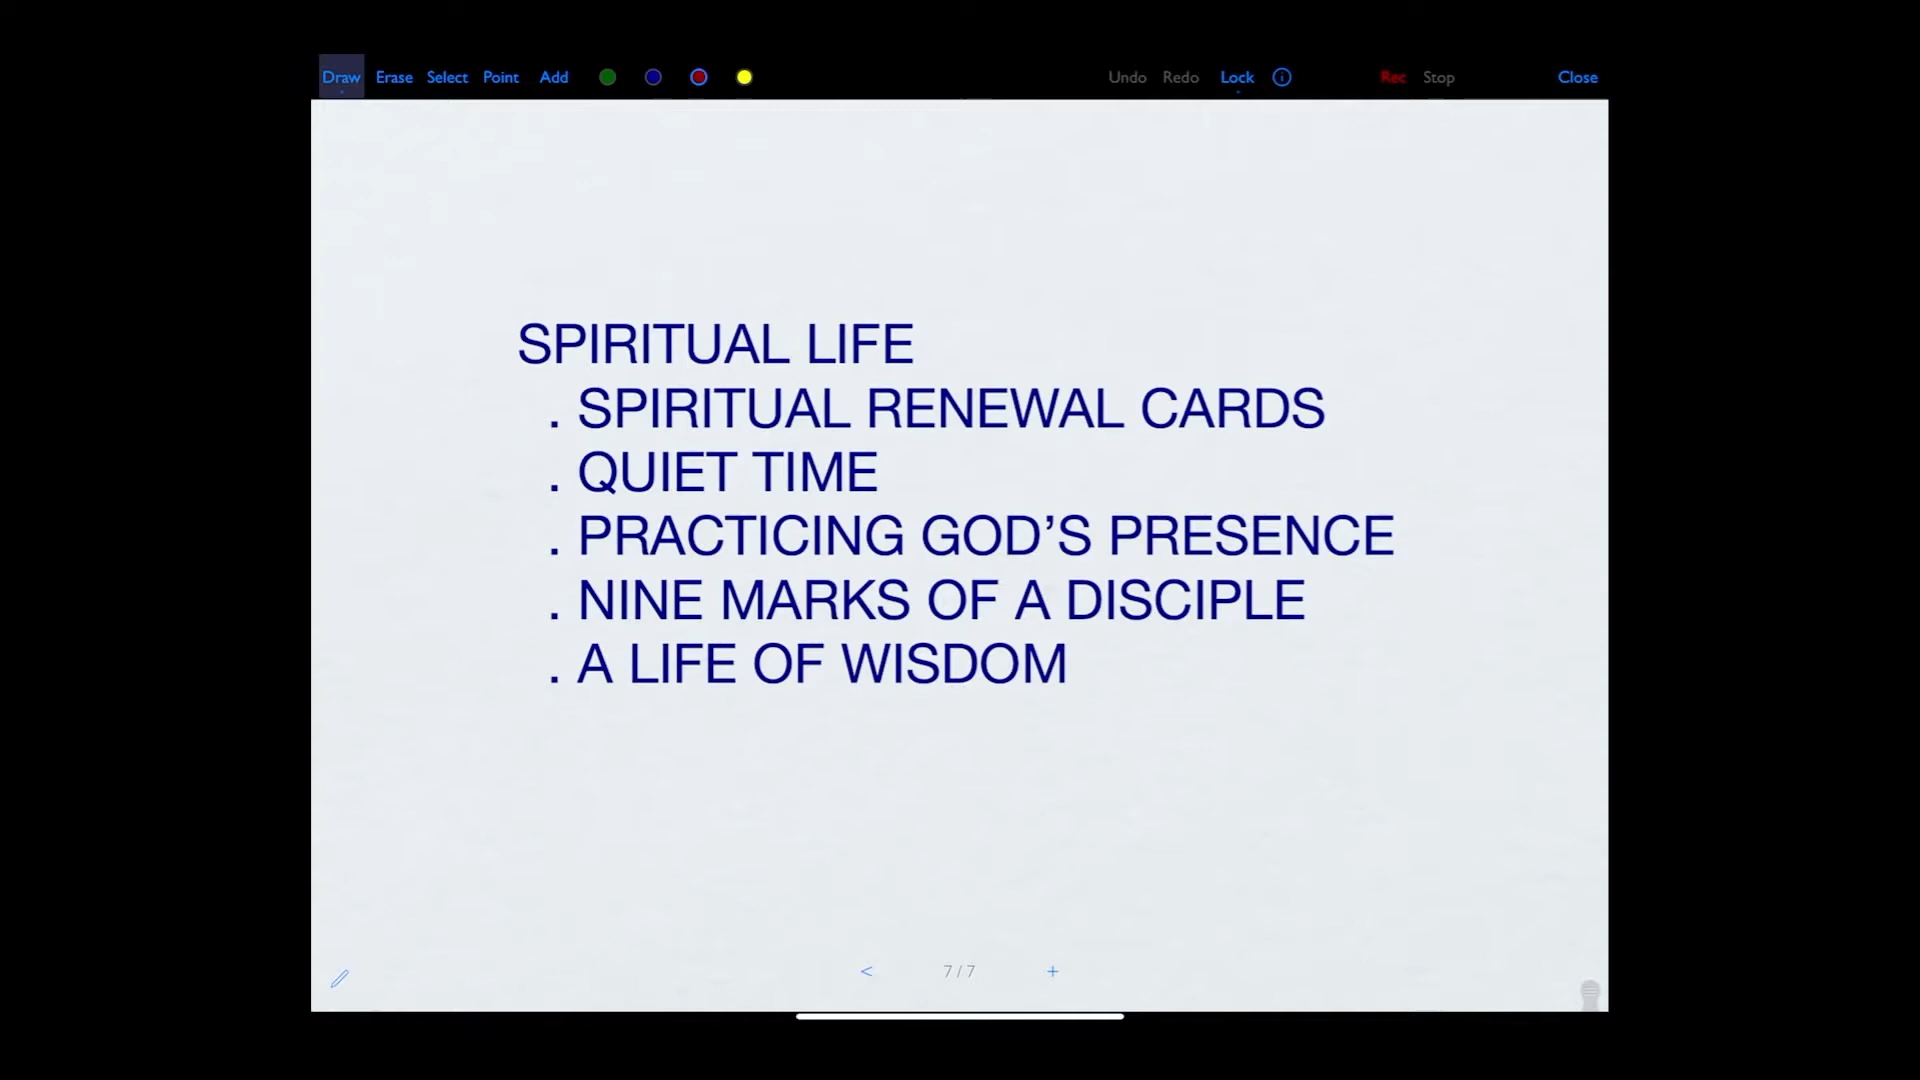 Draw Erase Select Point Add Undo Redo Lock Rec Stop Close
SPIRITUAL LIFE
. SPIRITUAL RENEWAL CARDS
. QUIET TIME
. PRACTICING GOD’S PRESENCE
. NINE MARKS OF A DISCIPLE
. A LIFE OF WISDOM
< 7 / 7 +